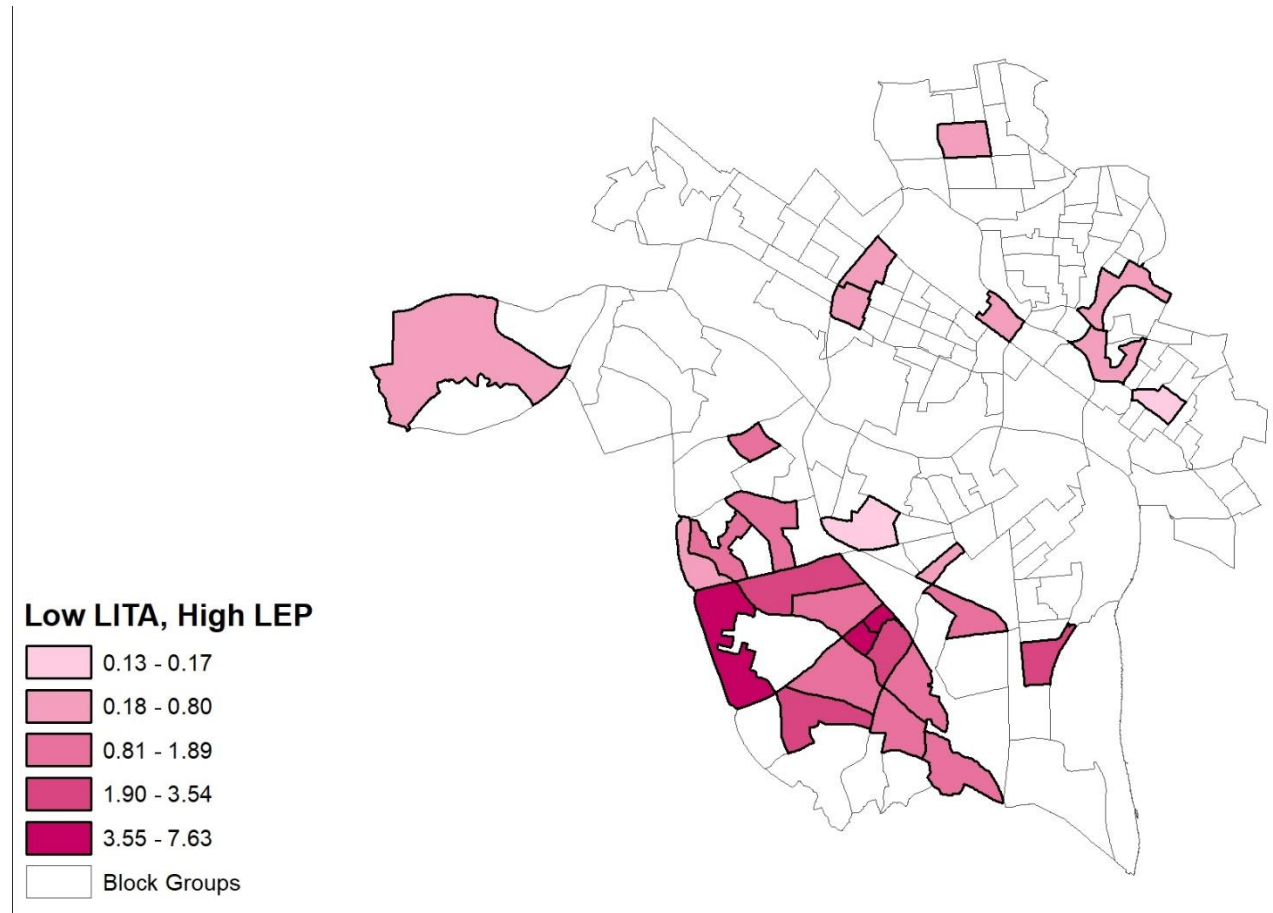 Low LITA, High LEP
0.13 - 0.17
0.18 - 0.80
0.81 - 1.89
1.90 - 3.54
3.55 - 7.63
Block Groups